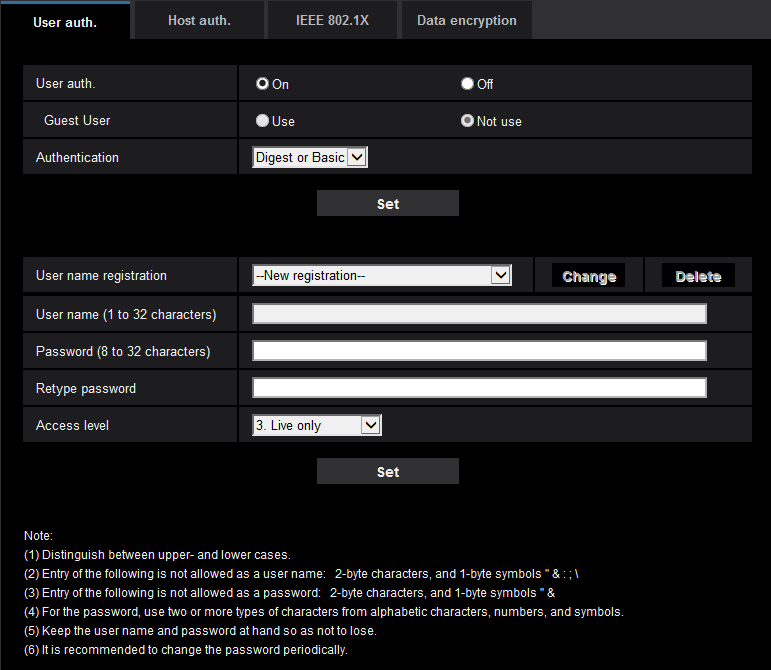 User auth. Host auth. IEEE 802.1X Data encryption
User auth. On Off
Guest User Use Not use
Authentication Digest or Basic
Set
User name registration --New registration-- Change Delete
User name (1 to 32 characters)
Password (8 to 32 characters)
Retype password
Access level 3. Live only
Set
Note:
(1) Distinguish between upper- and lower cases.
(2) Entry of the following is not allowed as a user name:   2-byte characters, and 1-byte symbols " & : ; \
(3) Entry of the following is not allowed as a password:   2-byte characters, and 1-byte symbols " &
(4) For the password, use two or more types of characters from alphabetic characters, numbers, and symbols.
(5) Keep the user name and password at hand so as not to lose.
(6) It is recommended to change the password periodically.